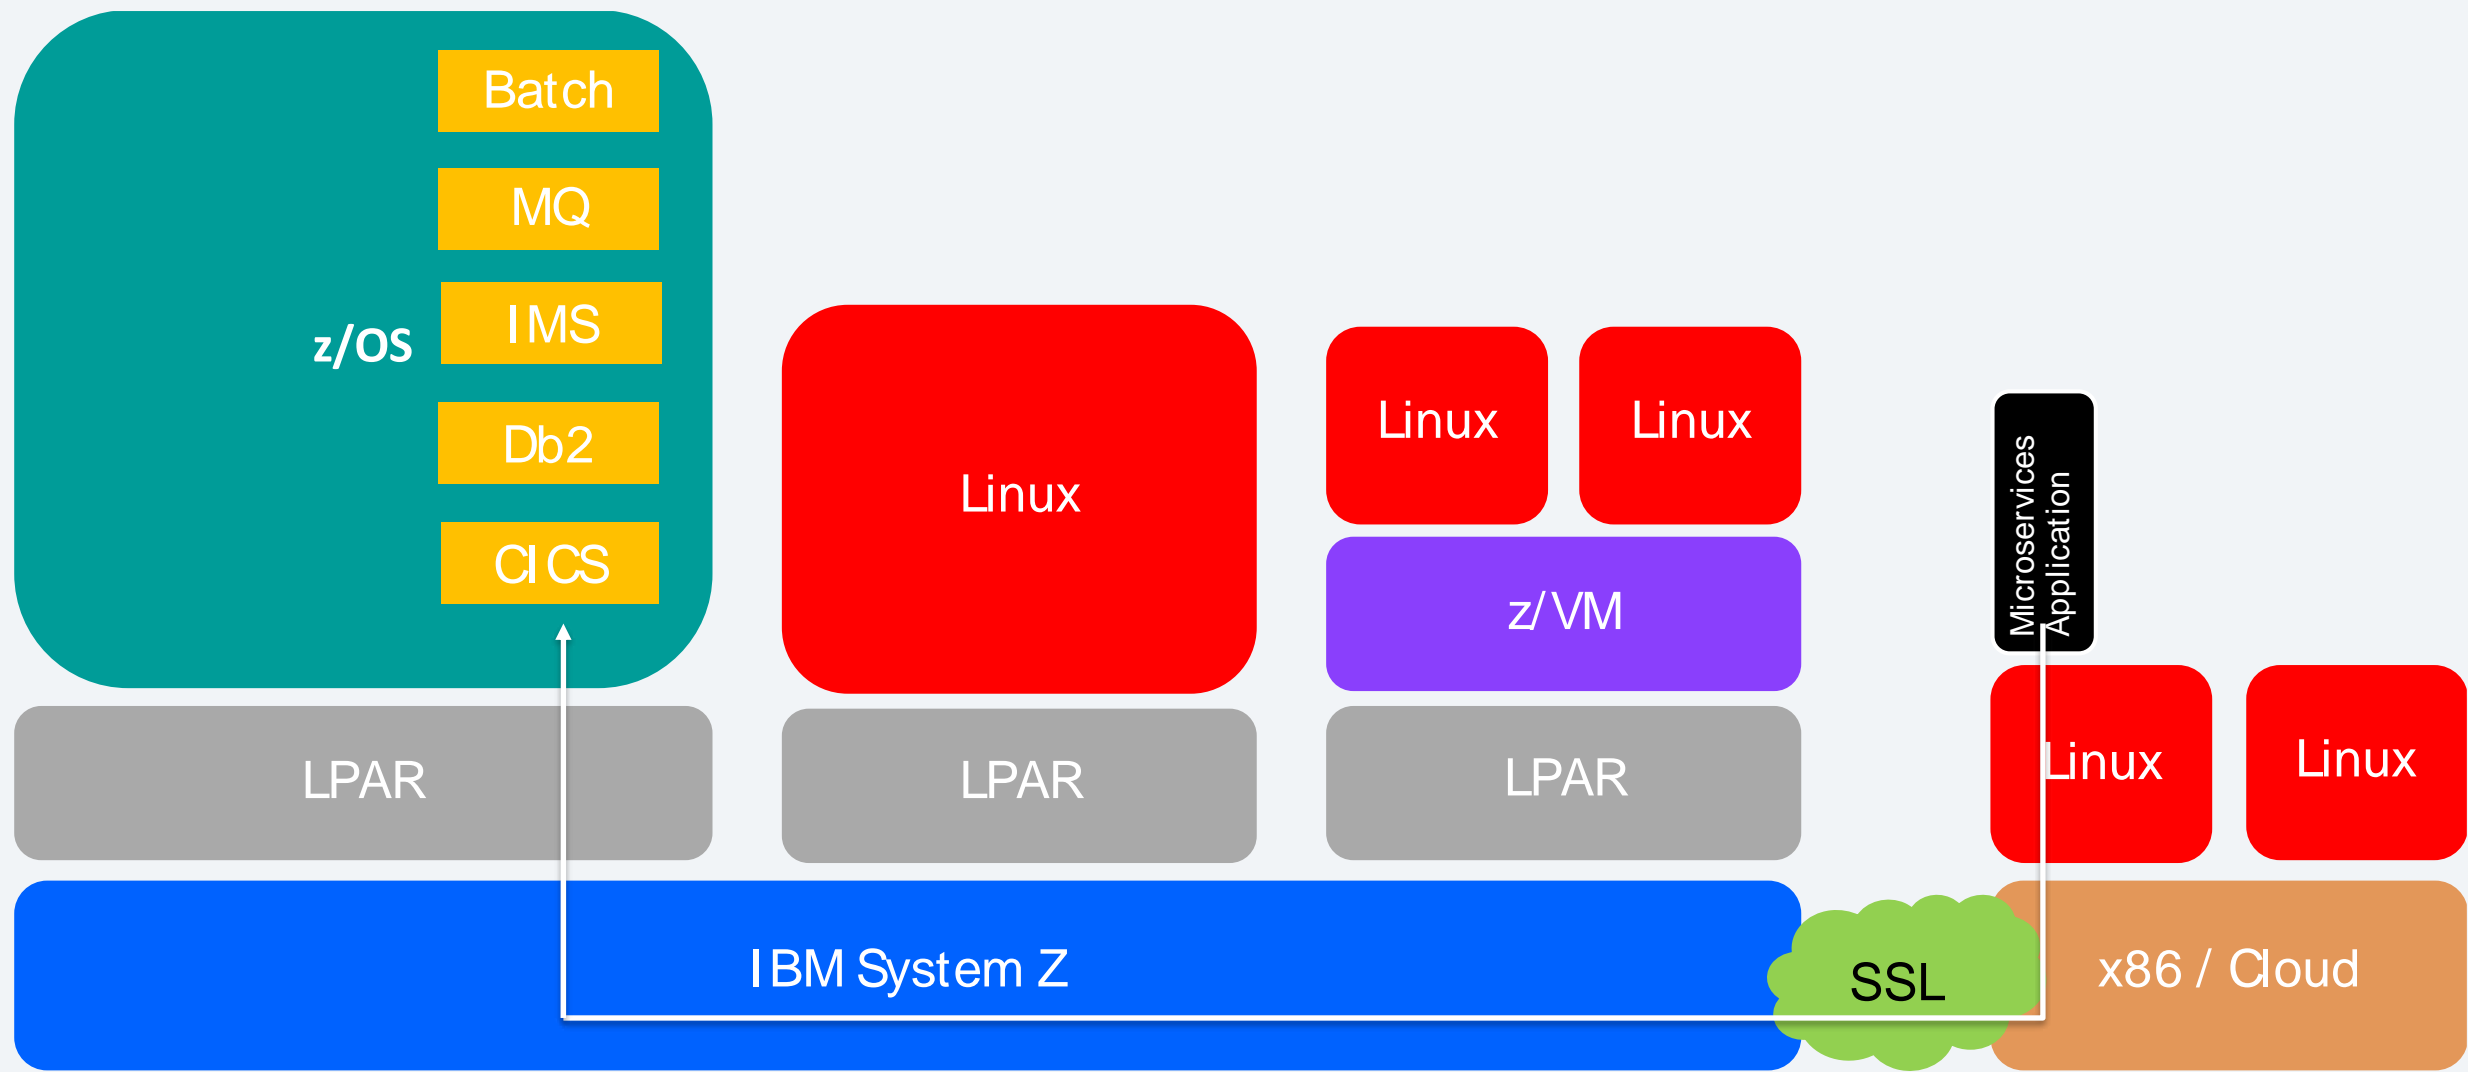 Batch
MQ
IMS
z/OS
Db2
CICS
Linux
Linux
Linux
z/VM
Microservices
Application
Linux
Linux
LPAR
LPAR
LPAR
IBM System Z
SSL
x86 / Cloud